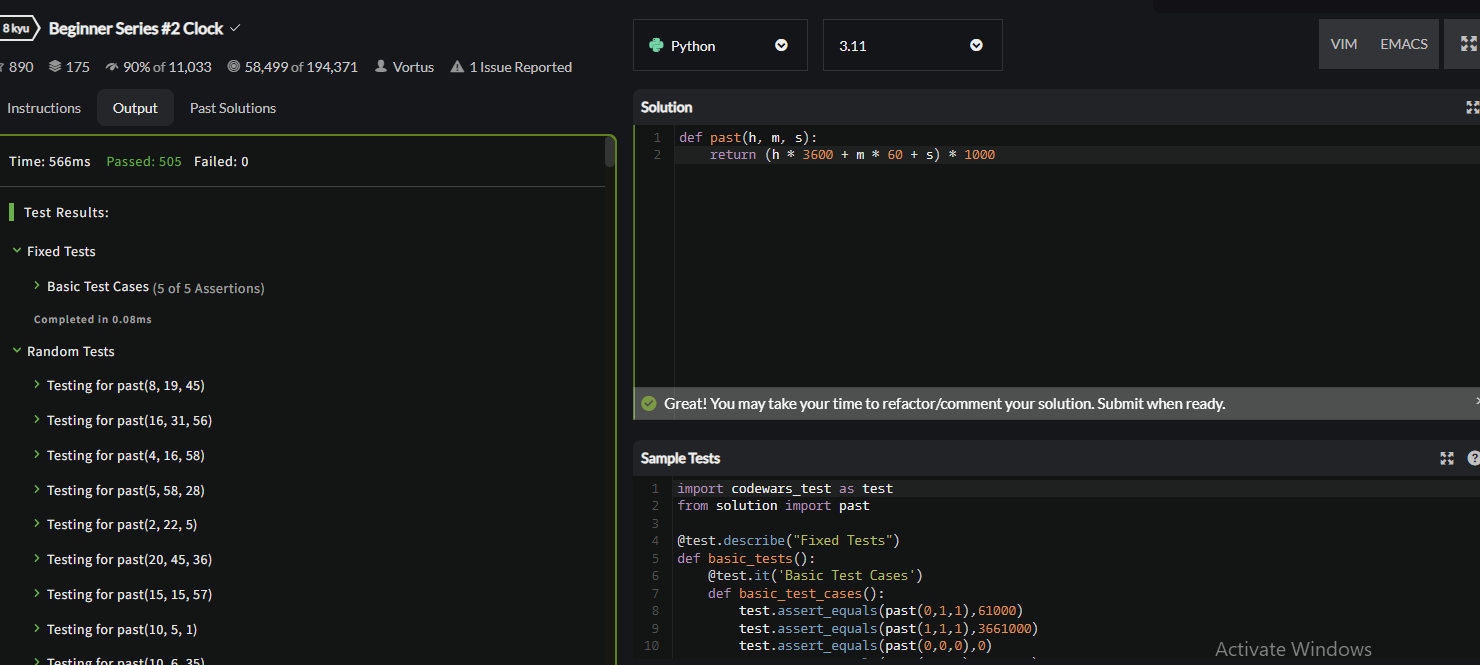 8 kyu Beginner Series #2 Clock
890 175 90% of 11,033 58,499 of 194,371 Vortus 1 Issue Reported
Instructions Output Past Solutions
Time: 566ms Passed: 505 Failed: 0
Test Results:
Fixed Tests
Basic Test Cases (5 of 5 Assertions)
Completed in 0.08ms
Random Tests
Testing for past(8, 19, 45)
Testing for past(16, 31, 56)
Testing for past(4, 16, 58)
Testing for past(5, 58, 28)
Testing for past(2, 22, 5)
Testing for past(20, 45, 36)
Testing for past(15, 15, 57)
Testing for past(10, 5, 1)
Testing for past(10, 6, 35)
Python 3.11 VIM EMACS
Solution
1 def past(h, m, s):
2 return (h * 3600 + m * 60 + s) * 1000
Great! You may take your time to refactor/comment your solution. Submit when ready.
Sample Tests
1 import codewars_test as test
2 from solution import past
3
4 @test.describe("Fixed Tests")
5 def basic_tests():
6 @test.it('Basic Test Cases')
7 def basic_test_cases():
8 test.assert_equals(past(0,1,1),61000)
9 test.assert_equals(past(1,1,1),3661000)
10 test.assert_equals(past(0,0,0),0)
Activate Windows